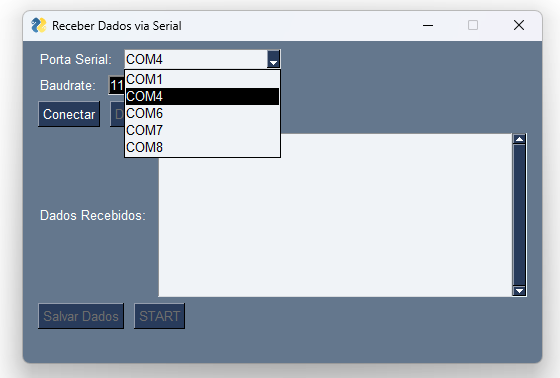 Receber Dados via Serial
Porta Serial: COM4
COM1
Baudrate: 11
COM4
COM6
Conectar D
COM7
COM8
Dados Recebidos:
Salvar Dados START